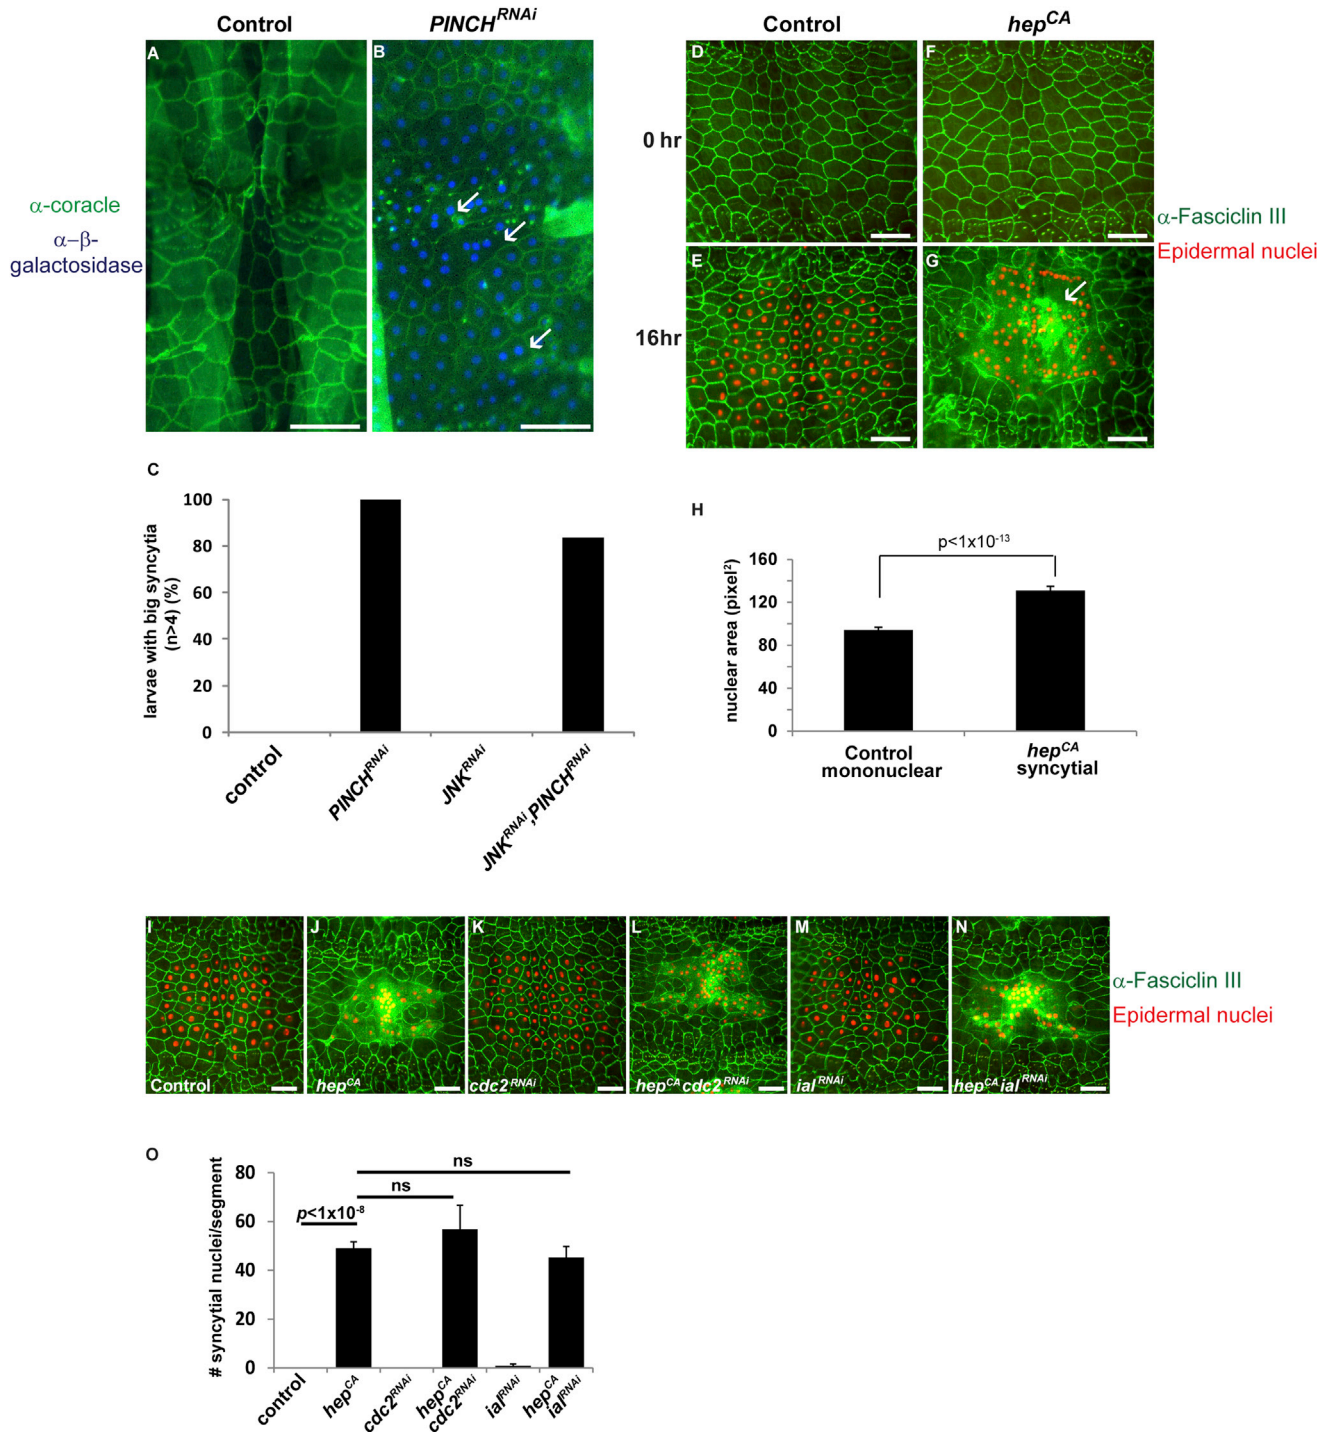 Control
PINCH^RNAi
Control
hep^CA
A
B
D
F
0 hr
α-coracle
α–β-
galactosidase
α-Fasciclin III
Epidermal nuclei
E
G
16hr
C
larvae with big syncytia
(n>4) (%)
100
80
60
40
20
0
control
PINCH^RNAi
JNK^RNAi
JNK^RNAi,PINCH^RNAi
H
p<1x10^-13
nuclear area (pixel²)
160
120
80
40
0
Control
mononuclear
hep^CA
syncytial
I
J
K
L
M
N
Control
hep^CA
cdc2^RNAi
hep^CA cdc2^RNAi
ial^RNAi
hep^CA ial^RNAi
α-Fasciclin III
Epidermal nuclei
O
# syncytial nuclei/segment
80
60
40
20
0
ns
ns
p<1x10^-8
control
hep^CA
cdc2^RNAi
hep^CA
cdc2^RNAi
ial^RNAi
hep^CA
ial^RNAi